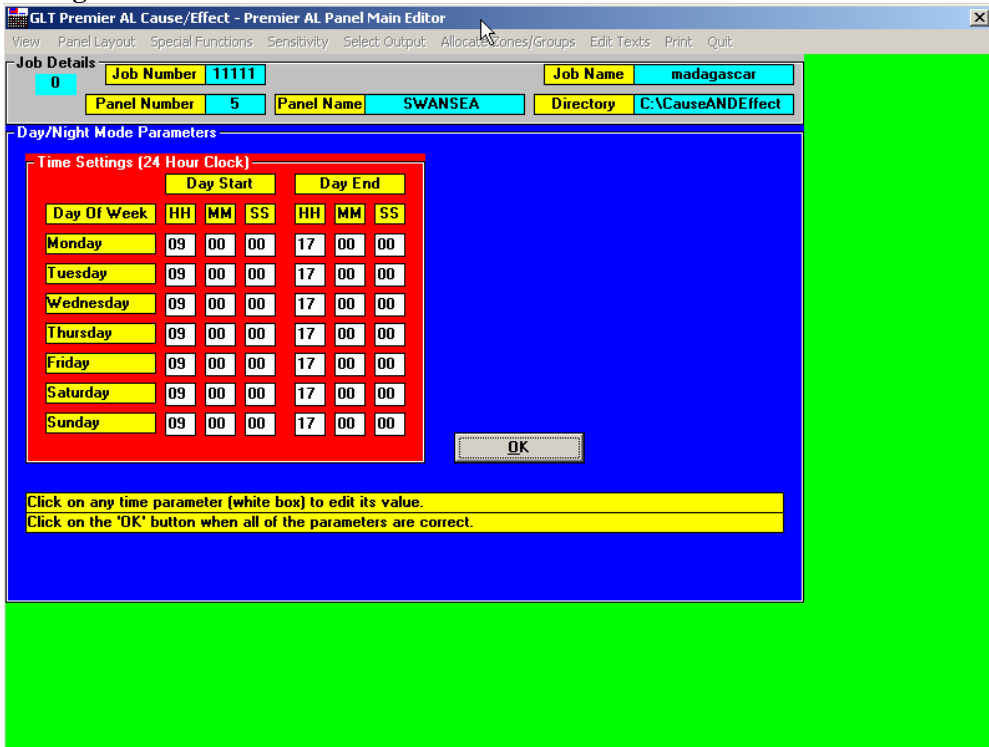 GLT Premier AL Cause/Effect - Premier AL Panel Main Editor
View Panel Layout Special Functions Sensitivity Select Output Allocate Zones/Groups Edit Texts Print Quit
Job Details
0 Job Number 11111 Job Name madagascar
Panel Number 5 Panel Name SWANSEA Directory C:\CauseANDEffect
Day/Night Mode Parameters
Time Settings (24 Hour Clock)
Day Start Day End
Day Of Week HH MM SS HH MM SS
Monday 09 00 00 17 00 00
Tuesday 09 00 00 17 00 00
Wednesday 09 00 00 17 00 00
Thursday 09 00 00 17 00 00
Friday 09 00 00 17 00 00
Saturday 09 00 00 17 00 00
Sunday 09 00 00 17 00 00
OK
Click on any time parameter (white box) to edit its value.
Click on the 'OK' button when all of the parameters are correct.